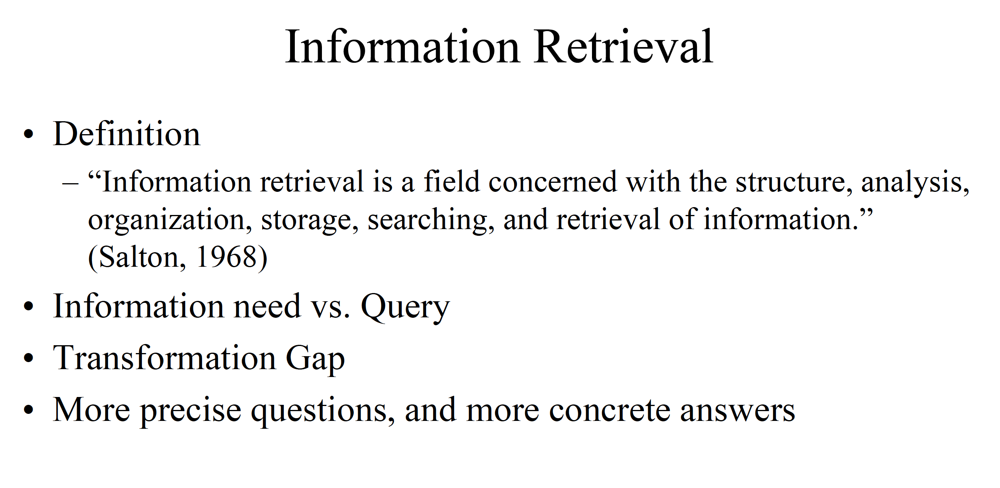 Information Retrieval
• Definition
– “Information retrieval is a field concerned with the structure, analysis,
organization, storage, searching, and retrieval of information.”
(Salton, 1968)
• Information need vs. Query
• Transformation Gap
• More precise questions, and more concrete answers